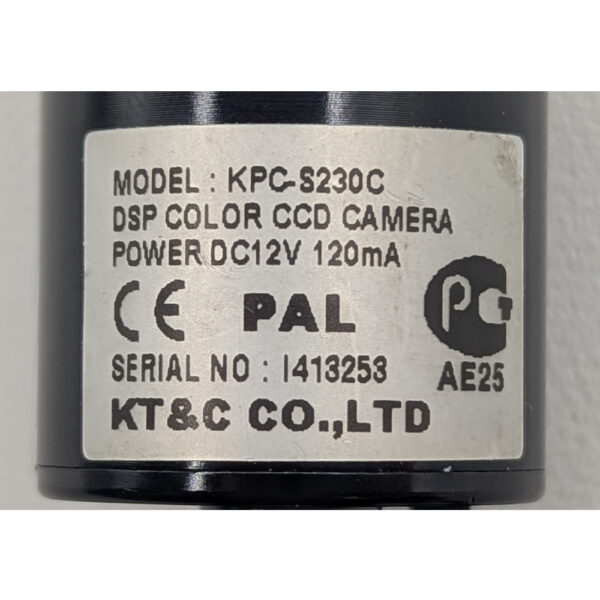 MODEL : KPC-S230C
DSP COLOR CCD CAMERA
POWER DC12V 120mA
CE PAL
PCT
SERIAL NO : I413253
AE25
KT&C CO.,LTD